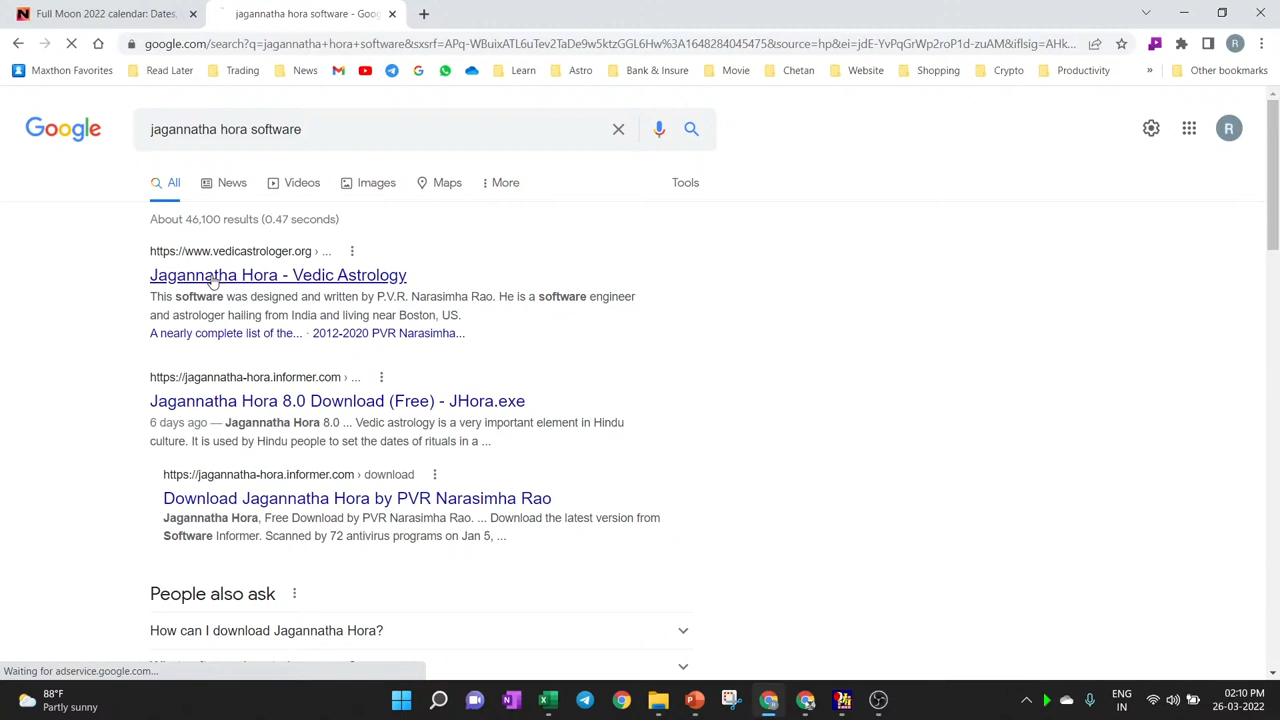 Full Moon 2022 calendar: Dates,
jagannatha hora software - Goog
google.com/search?q=jagannatha+hora+software&sxsrf=APq-WBuixATL6uTev2TaDe9w5ktzGGL6Hw%3A1648284045475&source=hp&ei=jdE-YvPqGrWp2roP1d-zuAM&iflsig=AHk...
Maxthon Favorites
Read Later
Trading
News
Learn
Astro
Bank & Insure
Movie
Chetan
Website
Shopping
Crypto
Productivity
»
Other bookmarks
Google
jagannatha hora software
R
All
News
Videos
Images
Maps
More
Tools
About 46,100 results (0.47 seconds)
https://www.vedicastrologer.org › ...
Jagannatha Hora - Vedic Astrology
This software was designed and written by P.V.R. Narasimha Rao. He is a software engineer
and astrologer hailing from India and living near Boston, US.
A nearly complete list of the... · 2012-2020 PVR Narasimha...
https://jagannatha-hora.informer.com › ...
Jagannatha Hora 8.0 Download (Free) - JHora.exe
6 days ago — Jagannatha Hora 8.0 ... Vedic astrology is a very important element in Hindu
culture. It is used by Hindu people to set the dates of rituals in a ...
https://jagannatha-hora.informer.com › download
Download Jagannatha Hora by PVR Narasimha Rao
Jagannatha Hora, Free Download by PVR Narasimha Rao. ... Download the latest version from
Software Informer. Scanned by 72 antivirus programs on Jan 5, ...
People also ask
How can I download Jagannatha Hora?
Waiting for adservice.google.com...
88°F
Partly sunny
ENG
IN
02:10 PM
26-03-2022